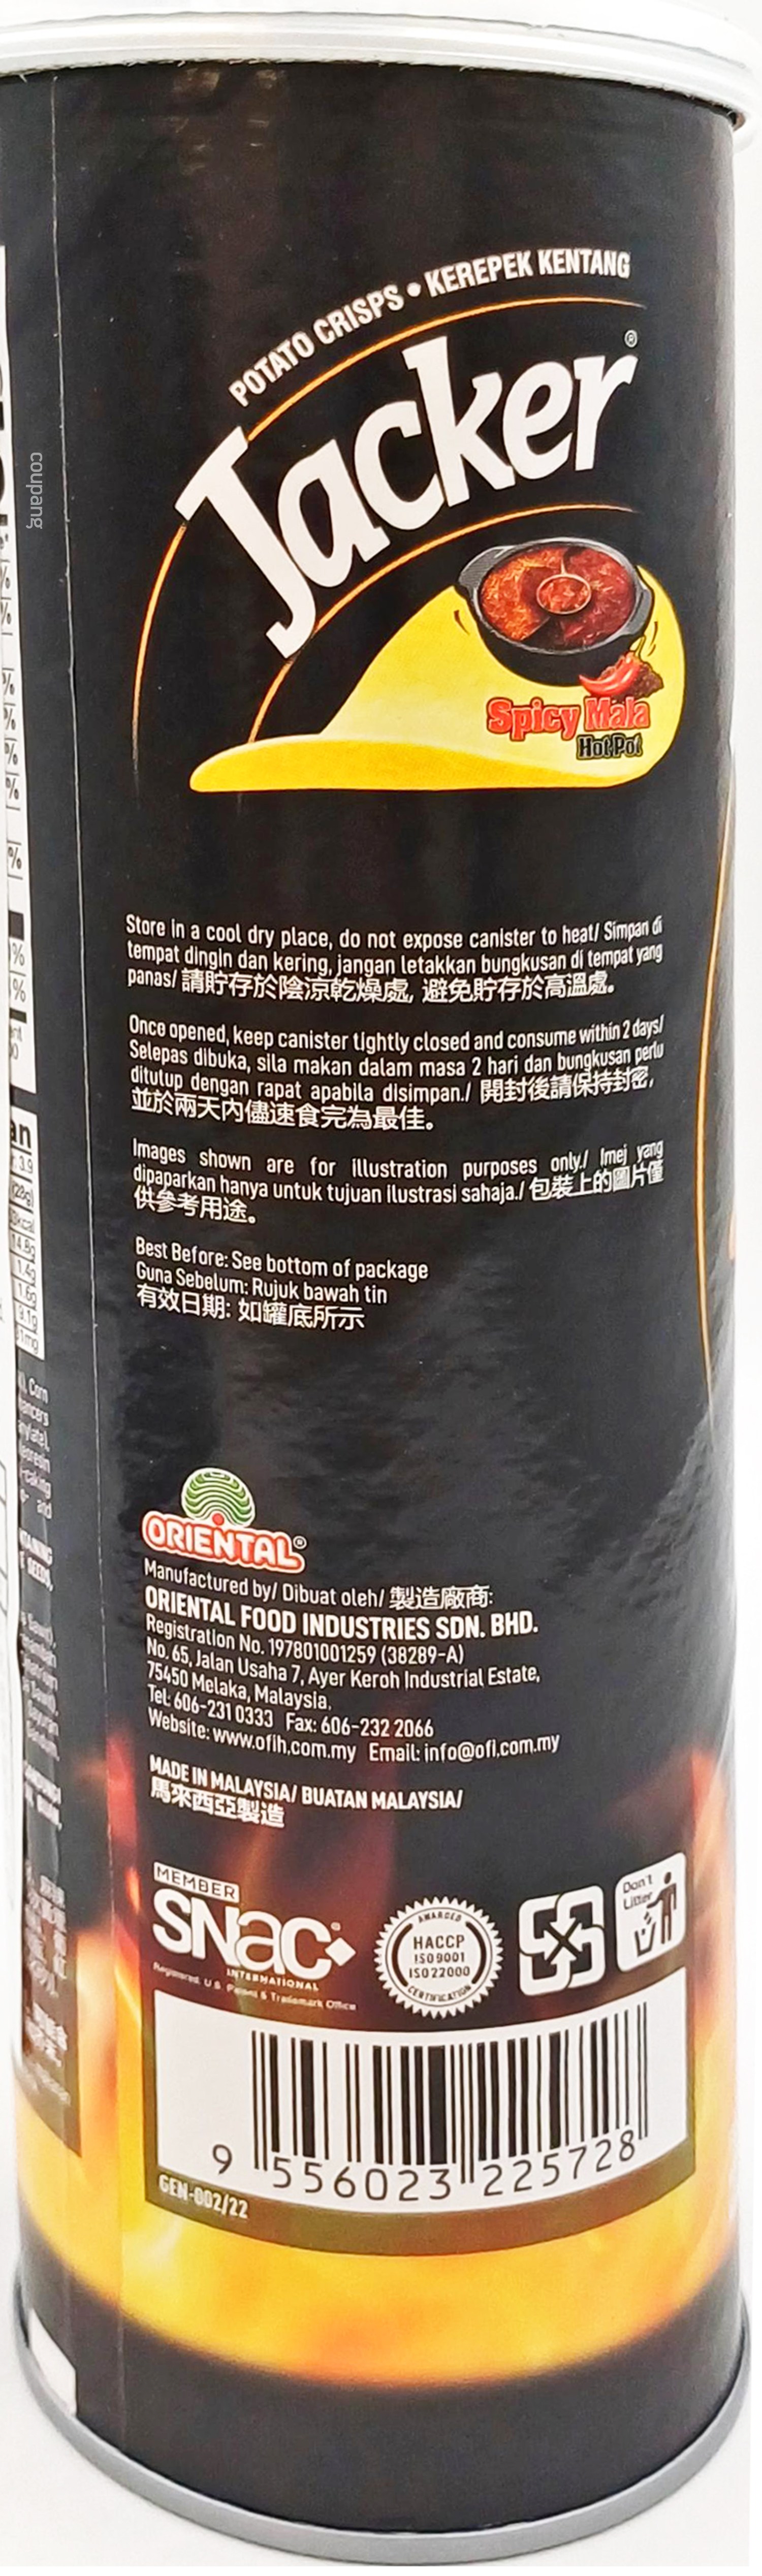 POTATO CRISPS • KEREPEK KENTANG
Jacker®
Spicy Mala
Hot Pot
coupang
Store in a cool dry place, do not expose canister to heat/ Simpan di
tempat dingin dan kering, jangan letakkan bungkusan di tempat yang
panas/ 請貯存於陰涼乾燥處, 避免貯存於高溫處。
Once opened, keep canister tightly closed and consume within 2 days/
Selepas dibuka, sila makan dalam masa 2 hari dan bungkusan perlu
ditutup dengan rapat apabila disimpan./ 開封後請保持封密,
並於兩天內儘速食完為最佳。
Images shown are for illustration purposes only./ Imej yang
dipaparkan hanya untuk tujuan ilustrasi sahaja./ 包裝上的圖片僅
供參考用途。
Best Before: See bottom of package
Guna Sebelum: Rujuk bawah tin
有效日期: 如罐底所示
ORIENTAL®
Manufactured by/ Dibuat oleh/ 製造廠商:
ORIENTAL FOOD INDUSTRIES SDN. BHD.
Registration No. 197801001259 (38289-A)
No. 65, Jalan Usaha 7, Ayer Keroh Industrial Estate,
75450 Melaka, Malaysia.
Tel: 606-231 0333 Fax: 606-232 2066
Website: www.ofih.com.my Email: info@ofi.com.my
MADE IN MALAYSIA/ BUATAN MALAYSIA/
馬來西亞製造
MEMBER
SNAC®
INTERNATIONAL
Registered U.S. Patent & Trademark Office
AWARDED
HACCP
ISO 9001
ISO 22000
CERTIFICATION
Don't
Litter
9 556023 225728
GEN-002/22